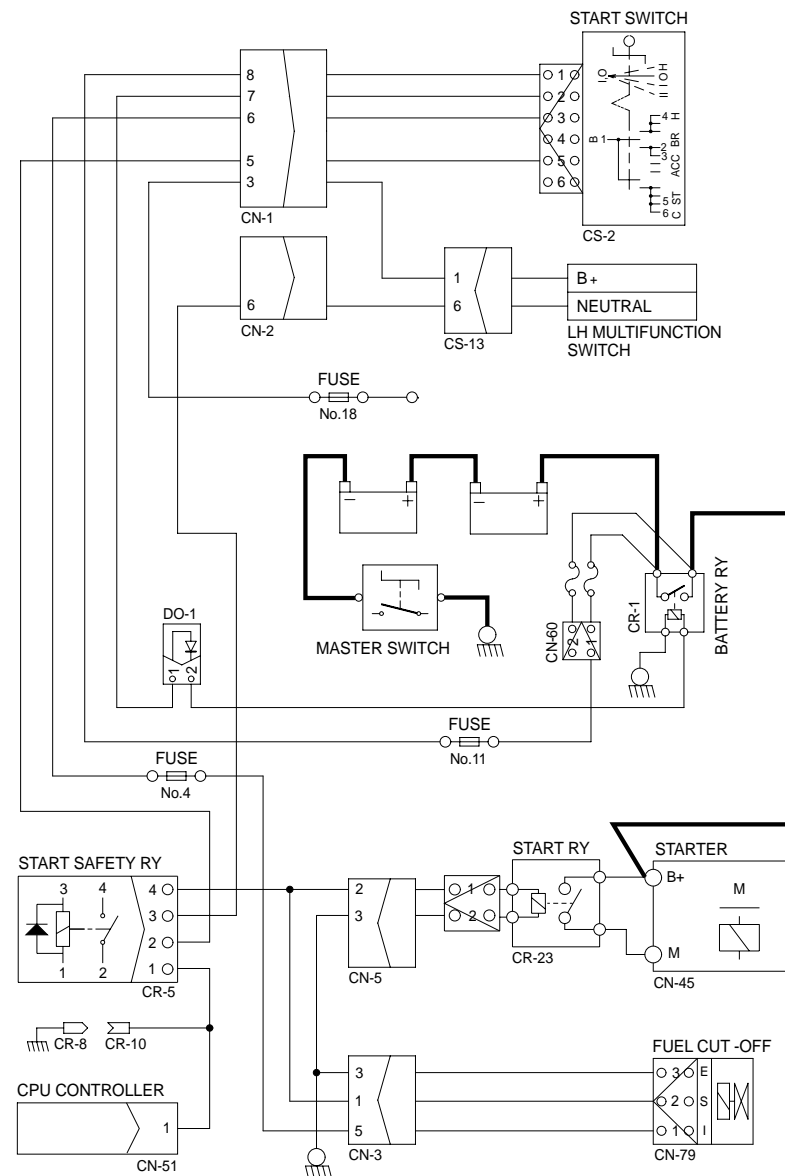 START SWITCH
8
7
6
5
3
CN-1
1
2
3
4
5
6
I.O
H
O
I
II
4 H
B 1
BR
2
3
ACC
5 ST
6 C
CS-2
6
CN-2
1
6
CS-13
B+
NEUTRAL
LH MULTIFUNCTION
SWITCH
FUSE
No.18
− +
− +
MASTER SWITCH
DO-1
1 2
CN-60
2 1
CR-1
BATTERY RY
FUSE
No.11
FUSE
No.4
START SAFETY RY
3 4
1 2
4
3
2
1
CR-5
2
3
CN-5
1
2
START RY
CR-23
STARTER
B+
M
M
CN-45
CR-8 CR-10
CPU CONTROLLER
1
CN-51
3
1
5
CN-3
FUEL CUT -OFF
3 E
2 S
1 I
CN-79